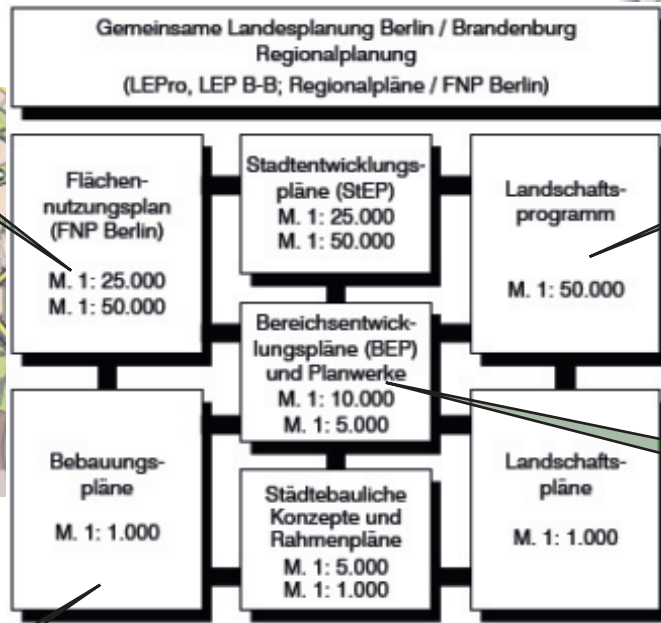 Gemeinsame Landesplanung Berlin / Brandenburg
Regionalplanung
(LEPro, LEP B-B; Regionalpläne / FNP Berlin)
Flächen-
nutzungsplan
(FNP Berlin)
M. 1: 25.000
M. 1: 50.000
Stadtentwicklungs-
pläne (StEP)
M. 1: 25.000
M. 1: 50.000
Landschafts-
programm
M. 1: 50.000
Bereichsentwick-
lungspläne (BEP)
und Planwerke
M. 1: 10.000
M. 1: 5.000
Bebauungs-
pläne
M. 1: 1.000
Städtebauliche
Konzepte und
Rahmenpläne
M. 1: 5.000
M. 1: 1.000
Landschafts-
pläne
M. 1: 1.000